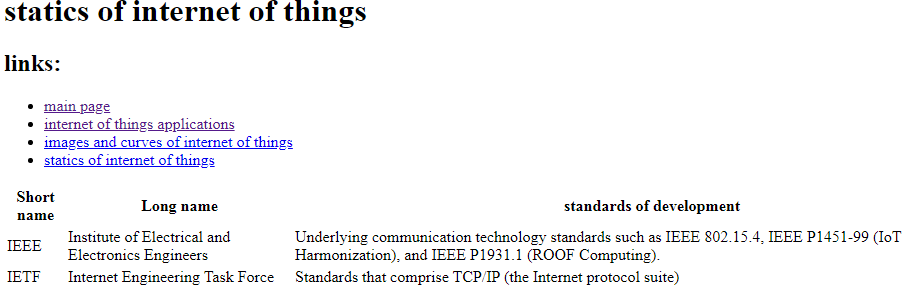 statics of internet of things
links:
main page
internet of things applications
images and curves of internet of things
statics of internet of things
Short name Long name standards of development
IEEE Institute of Electrical and Electronics Engineers Underlying communication technology standards such as IEEE 802.15.4, IEEE P1451-99 (IoT Harmonization), and IEEE P1931.1 (ROOF Computing).
IETF Internet Engineering Task Force Standards that comprise TCP/IP (the Internet protocol suite)